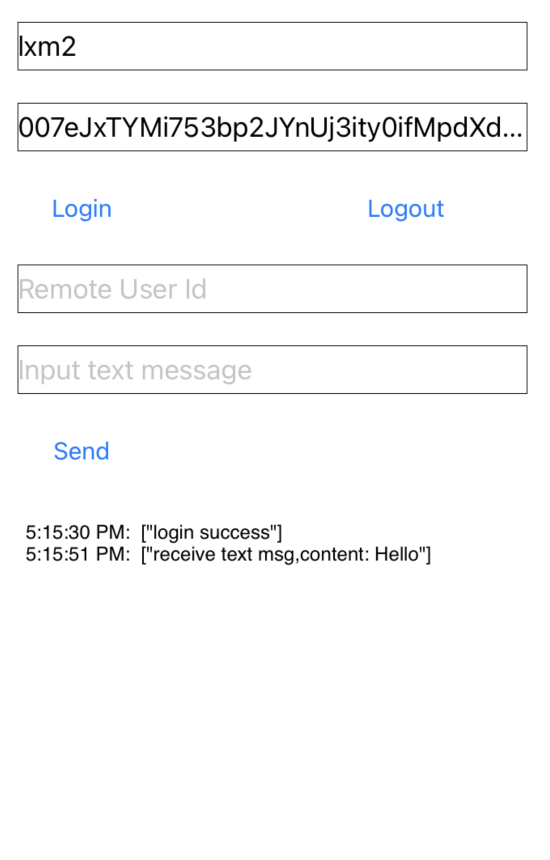 lxm2
007eJxTYMi753bp2JYnUj3ity0ifMpdXd...
Login Logout
Remote User Id
Input text message
Send
5:15:30 PM: ["login success"]
5:15:51 PM: ["receive text msg,content: Hello"]